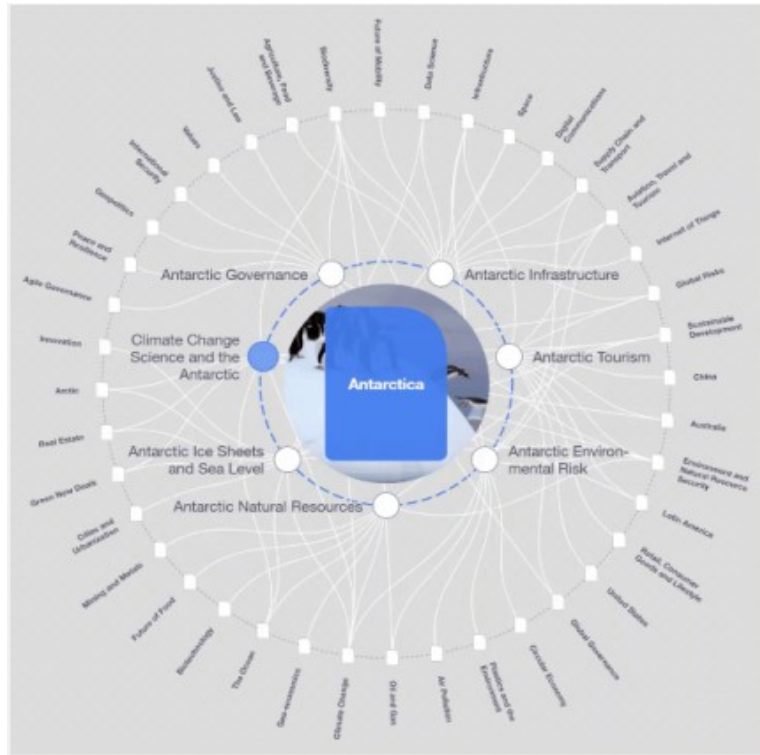 Future of Mobility
Data Science
Infrastructure
Space
Digital
Communications
Supply Chain and
Transport
Aviation, Travel and
Tourism
Internet of Things
Global Risks
Sustainable
Development
China
Australia
Environment and
Natural Resource
Security
Latin America
Retail, Consumer
Goods and Lifestyle
United States
Global Governance
Circular Economy
Plastics and the
Environment
Air Pollution
Oil and Gas
Climate Change
Geo-economics
The Ocean
Biotechnology
Future of Food
Mining and Metals
Cities and
Urbanization
Green New Deals
Real Estate
Arctic
Innovation
Agile Governance
Peace and
Resilience
Geopolitics
International
Security
Values
Justice and Law
Agriculture, Food
and Beverage
Biodiversity
Antarctic Governance
Antarctic Infrastructure
Climate Change
Science and the
Antarctic
Antarctic Tourism
Antarctica
Antarctic Ice Sheets
and Sea Level
Antarctic Environ-
mental Risk
Antarctic Natural Resources